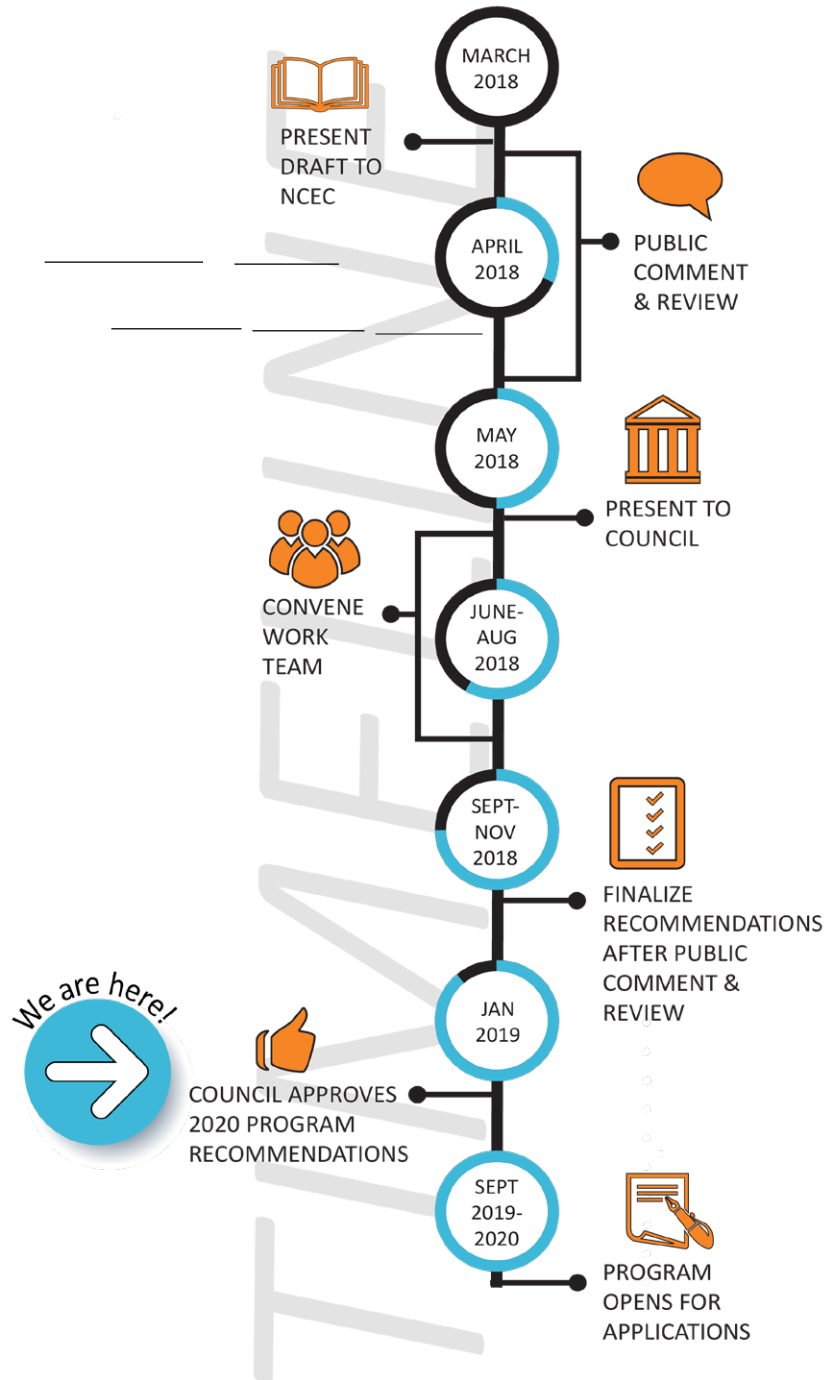 MARCH
2018
PRESENT
DRAFT TO
NCEC
APRIL
2018
PUBLIC
COMMENT
& REVIEW
MAY
2018
PRESENT TO
COUNCIL
CONVENE
WORK
TEAM
JUNE-
AUG
2018
SEPT-
NOV
2018
FINALIZE
RECOMMENDATIONS
AFTER PUBLIC
COMMENT &
REVIEW
JAN
2019
We are here!
COUNCIL APPROVES
2020 PROGRAM
RECOMMENDATIONS
SEPT
2019-
2020
PROGRAM
OPENS FOR
APPLICATIONS
TIMELINE